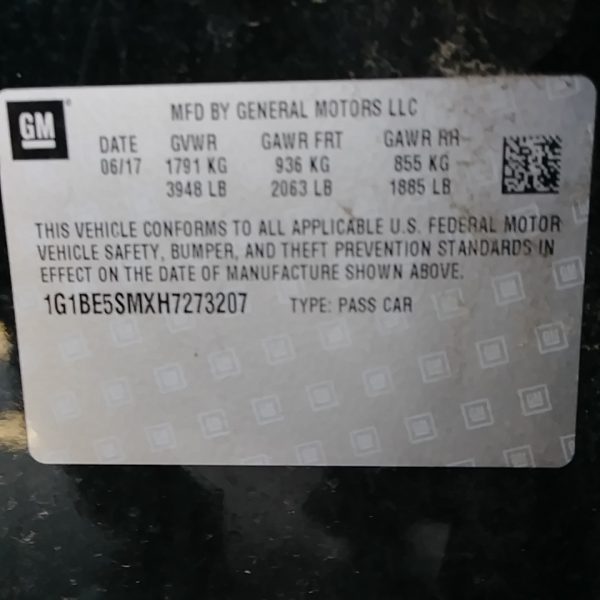 GM
MFD BY GENERAL MOTORS LLC
DATE GVWR GAWR FRT GAWR RR
06/17 1791 KG 936 KG 855 KG
3948 LB 2063 LB 1885 LB
THIS VEHICLE CONFORMS TO ALL APPLICABLE U.S. FEDERAL MOTOR
VEHICLE SAFETY, BUMPER, AND THEFT PREVENTION STANDARDS IN
EFFECT ON THE DATE OF MANUFACTURE SHOWN ABOVE.
1G1BE5SMXH7273207 TYPE: PASS CAR